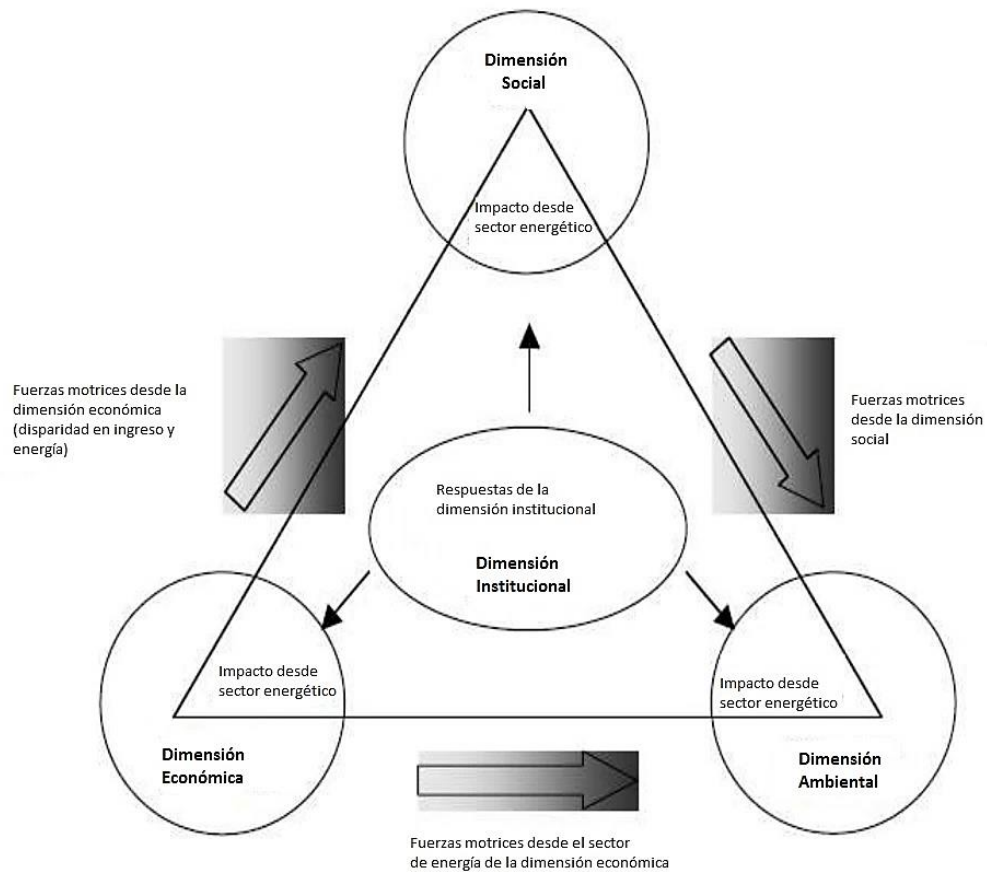 Dimensión
Social
Impacto desde
sector energético
Fuerzas motrices desde la
dimensión económica
(disparidad en ingreso y
energía)
Fuerzas motrices
desde la dimensión
social
Respuestas de la
dimensión institucional
Dimensión
Institucional
Impacto desde
sector energético
Dimensión
Económica
Impacto desde
sector energético
Dimensión
Ambiental
Fuerzas motrices desde el sector
de energía de la dimensión económica